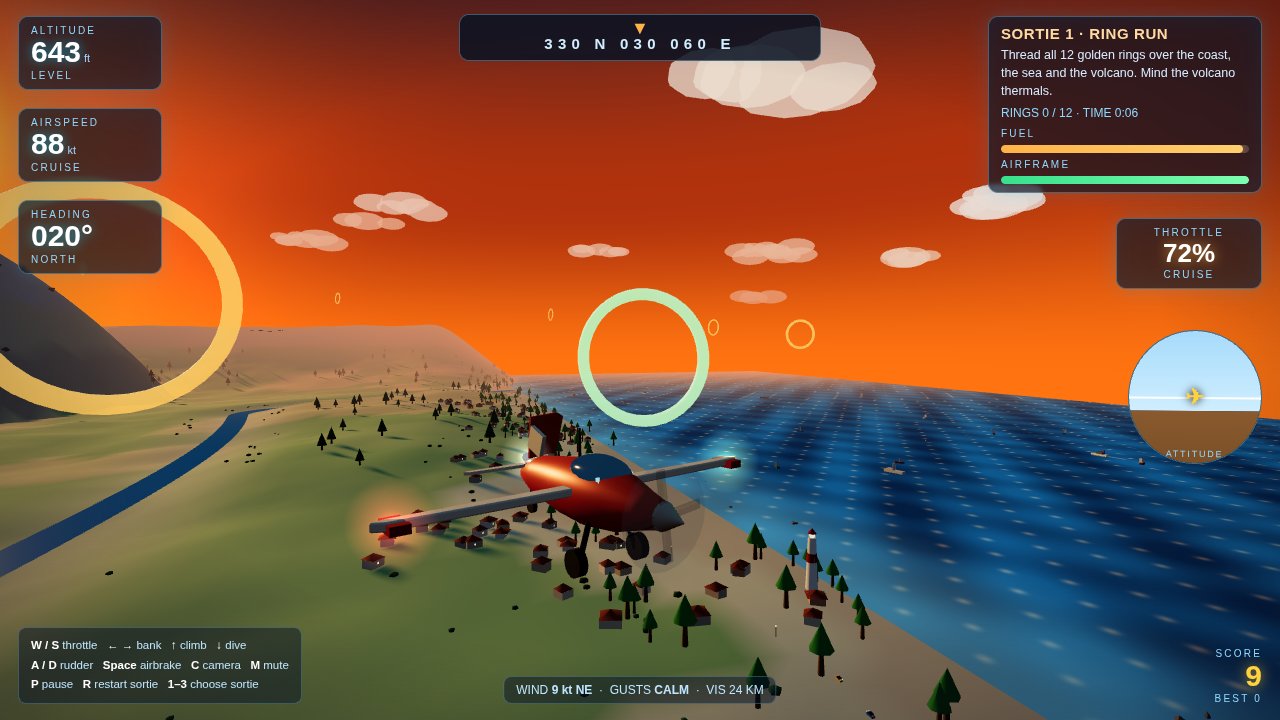 ALTITUDE
643 ft
LEVEL
AIRSPEED
88 kt
CRUISE
HEADING
020°
NORTH
330 N 030 060 E
SORTIE 1 · RING RUN
Thread all 12 golden rings over the coast,
the sea and the volcano. Mind the volcano
thermals.
RINGS 0 / 12 · TIME 0:06
FUEL
AIRFRAME
THROTTLE
72%
CRUISE
ATTITUDE
W / S throttle ← → bank ↑ climb ↓ dive
A / D rudder Space airbrake C camera M mute
P pause R restart sortie 1–3 choose sortie
WIND 9 kt NE · GUSTS CALM · VIS 24 KM
SCORE
9
BEST 0